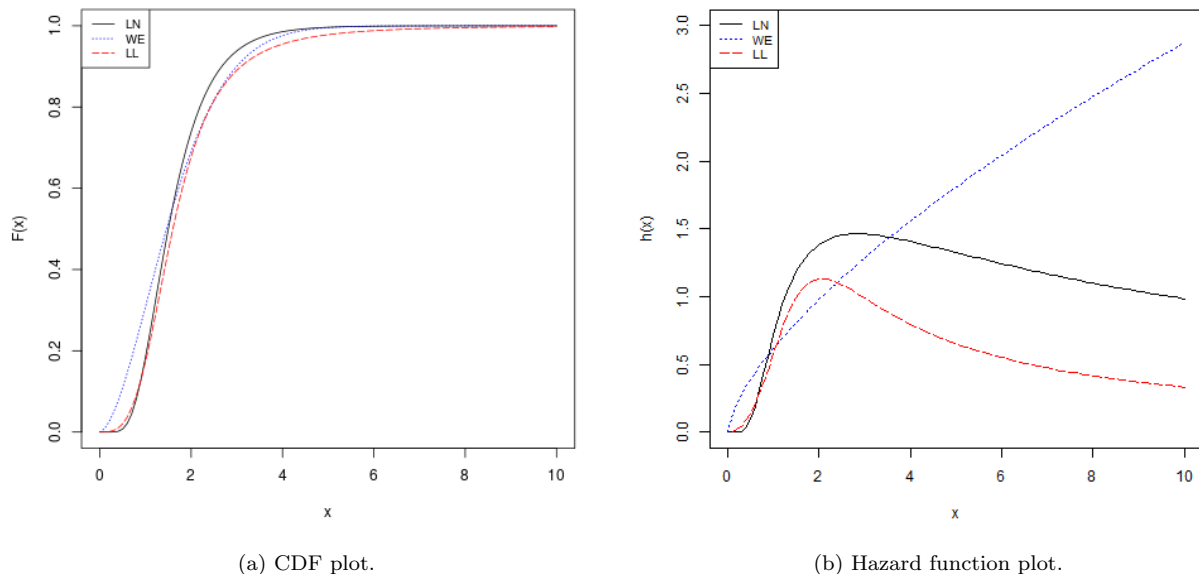 LN
WE
LL
1.0
0.8
0.6
0.4
0.2
0.0
F(x)
0 2 4 6 8 10
x
(a) CDF plot.
LN
WE
LL
3.0
2.5
2.0
1.5
1.0
0.5
0.0
h(x)
0 2 4 6 8 10
x
(b) Hazard function plot.